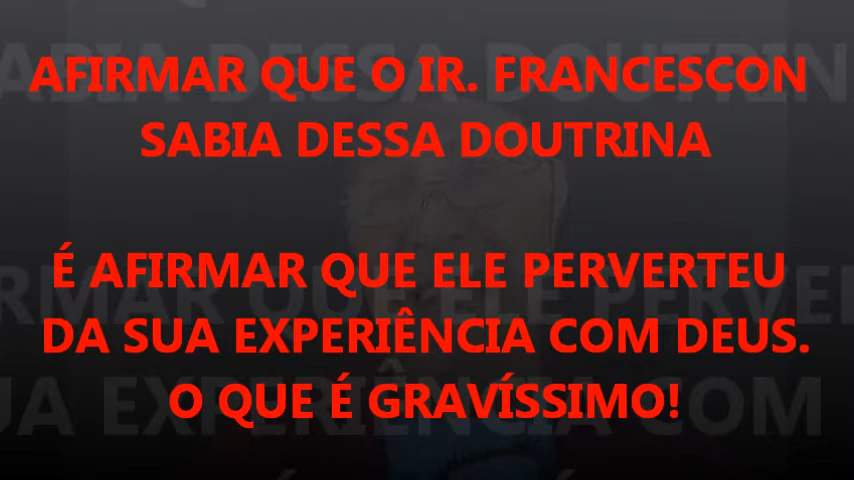 AFIRMAR QUE O IR. FRANCESCON
SABIA DESSA DOUTRINA
É AFIRMAR QUE ELE PERVERTEU
DA SUA EXPERIÊNCIA COM DEUS.
O QUE É GRAVÍSSIMO!